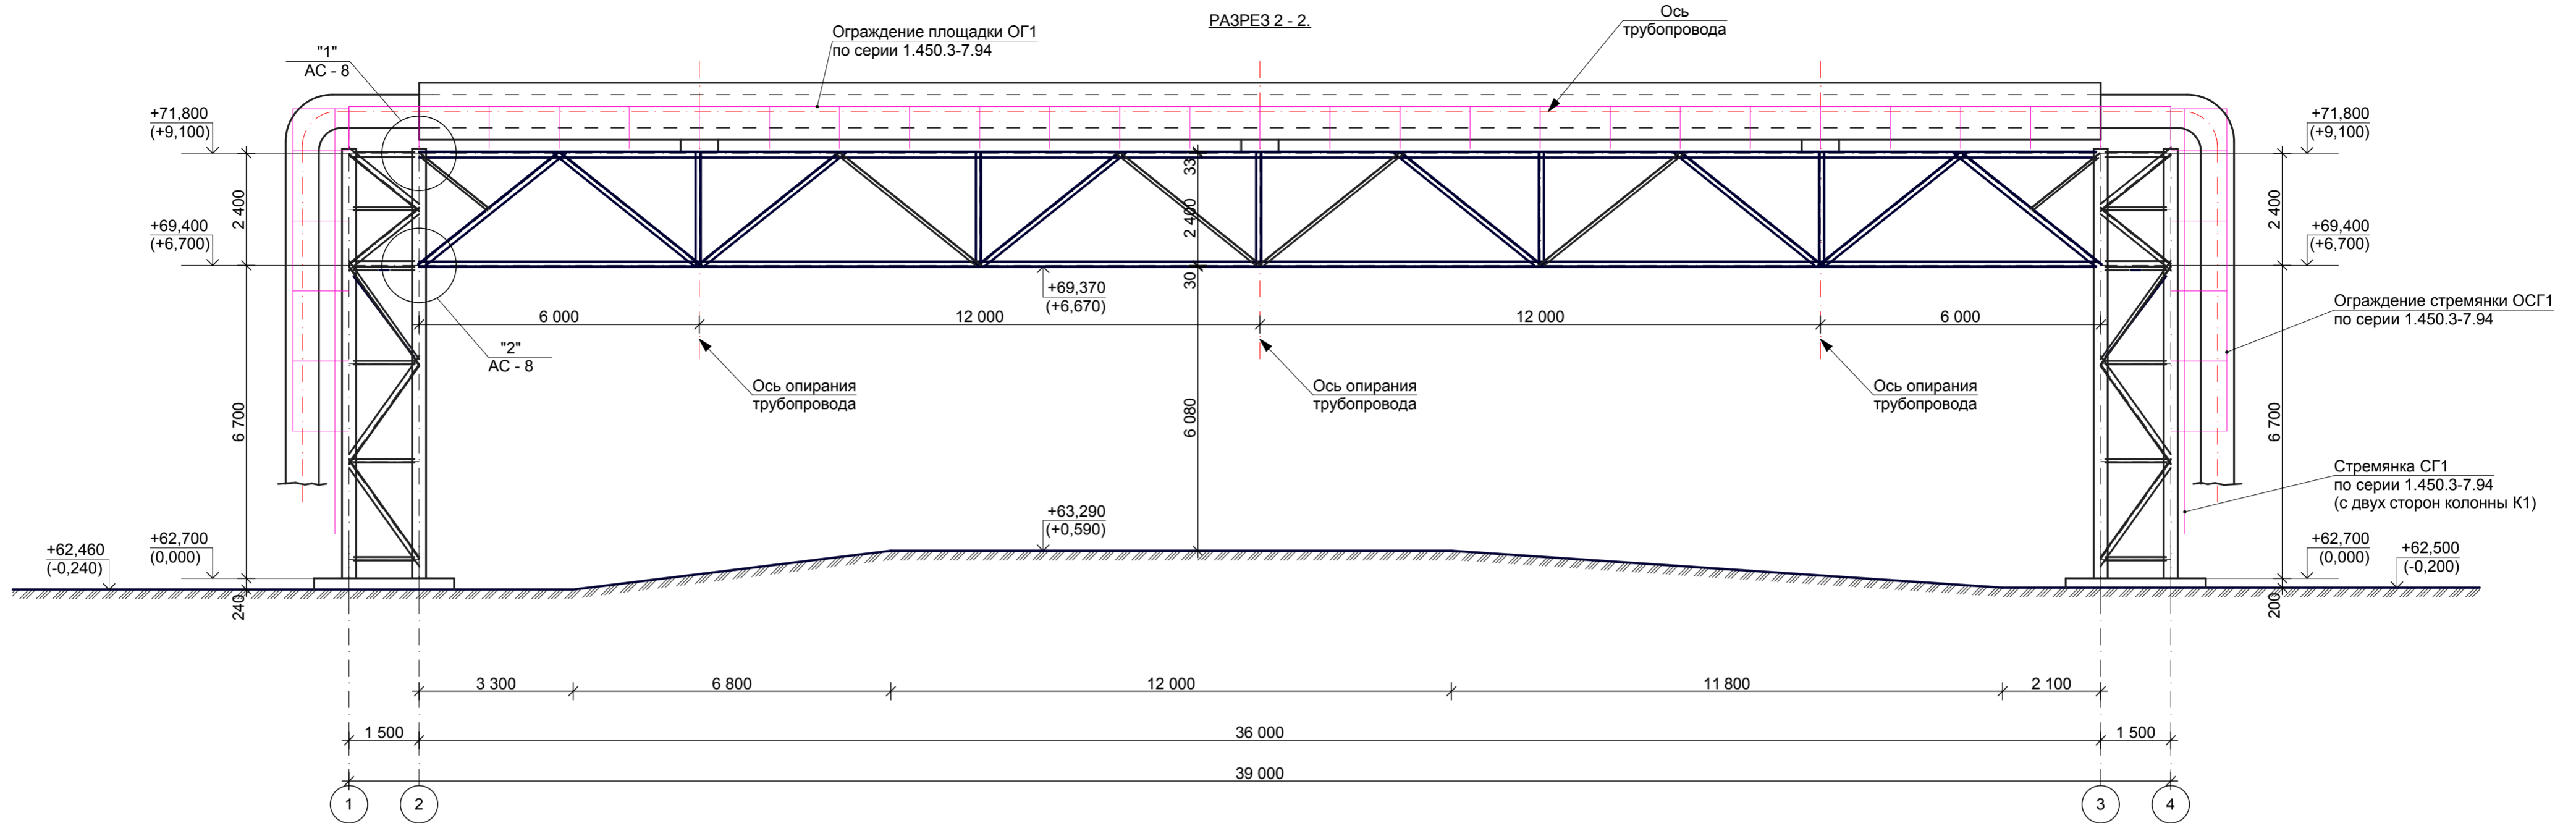 РАЗРЕЗ 2 - 2.
Ось
трубопровода
Ограждение площадки ОГ1
по серии 1.450.3-7.94
"1"
АС - 8
+71,800
(+9,100)
+71,800
(+9,100)
2 400
33
2 400
2 400
+69,400
(+6,700)
+69,400
(+6,700)
30
+69,370
(+6,670)
Ограждение стремянки ОСГ1
по серии 1.450.3-7.94
6 000
12 000
12 000
6 000
"2"
АС - 8
Ось опирания
трубопровода
Ось опирания
трубопровода
Ось опирания
трубопровода
6 700
6 080
6 700
Стремянка СГ1
по серии 1.450.3-7.94
(с двух сторон колонны К1)
+63,290
(+0,590)
+62,460
(-0,240)
+62,700
(0,000)
+62,700
(0,000)
+62,500
(-0,200)
240
200
3 300
6 800
12 000
11 800
2 100
1 500
36 000
1 500
39 000
1
2
3
4